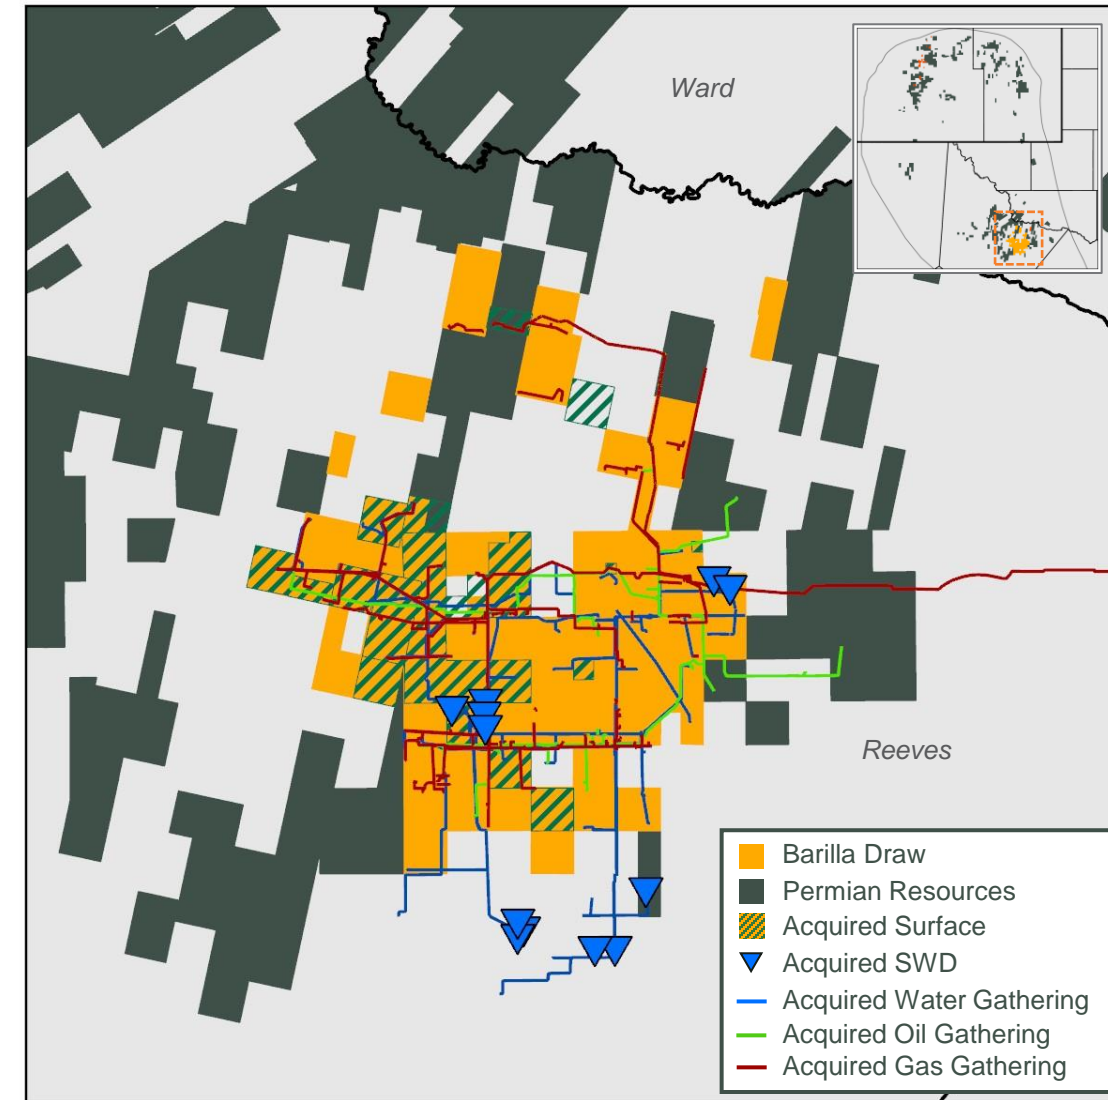 Ward
Reeves
Barilla Draw
Permian Resources
Acquired Surface
Acquired SWD
Acquired Water Gathering
Acquired Oil Gathering
Acquired Gas Gathering